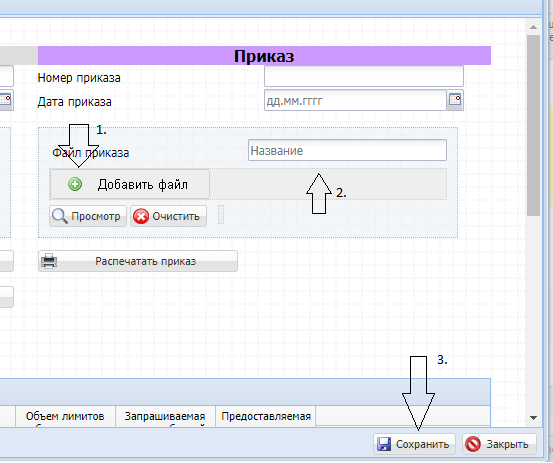 Приказ
Номер приказа
Дата приказа дд.мм.гггг
1.
Файл приказа Название
Добавить файл
2.
Просмотр Очистить
Распечатать приказ
3.
Объем лимитов Запрашиваемая Предоставляемая
Сохранить Закрыть